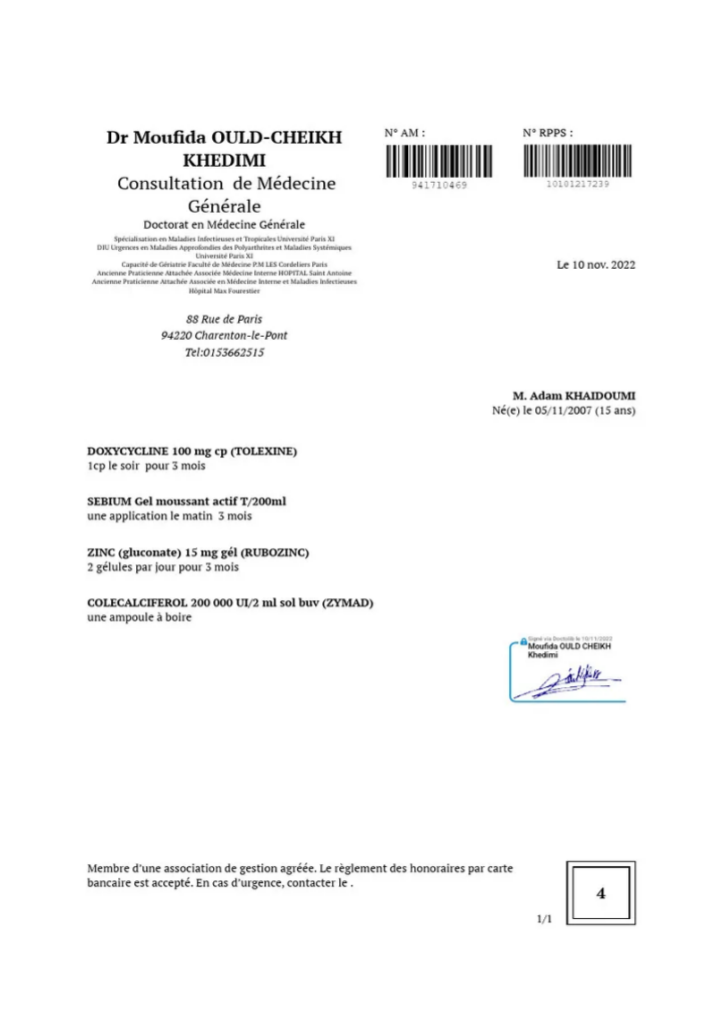 Dr Moufida OULD-CHEIKH
KHEDIMI
Consultation de Médecine
Générale
Doctorat en Médecine Générale
Spécialisation en Maladies Infectieuses et Tropicales Université Paris XI
DIU Urgences en Maladies Approfondies des Polyarthrites et Maladies Systémiques
Université Paris XI
Capacité de Gériatrie Faculté de Médecine P.M LES Cordeliers Paris
Ancienne Praticienne Attachée Associée Médecine Interne HOPITAL Saint Antoine
Ancienne Praticienne Attachée Associée en Médecine Interne et Maladies Infectieuses
Hôpital Max Fourestier
88 Rue de Paris
94220 Charenton-le-Pont
Tel:0153662515
N° AM :
941710469
N° RPPS :
10101217239
Le 10 nov. 2022
M. Adam KHAIDOUMI
Né(e) le 05/11/2007 (15 ans)
DOXYCYCLINE 100 mg cp (TOLEXINE)
1cp le soir pour 3 mois
SEBIUM Gel moussant actif T/200ml
une application le matin 3 mois
ZINC (gluconate) 15 mg gél (RUBOZINC)
2 gélules par jour pour 3 mois
COLECALCIFEROL 200 000 UI/2 ml sol buv (ZYMAD)
une ampoule à boire
Signé via Doctolib le 10/11/2022
Moufida OULD CHEIKH
Khedimi
Membre d'une association de gestion agréée. Le règlement des honoraires par carte
bancaire est accepté. En cas d'urgence, contacter le .
4
1/1